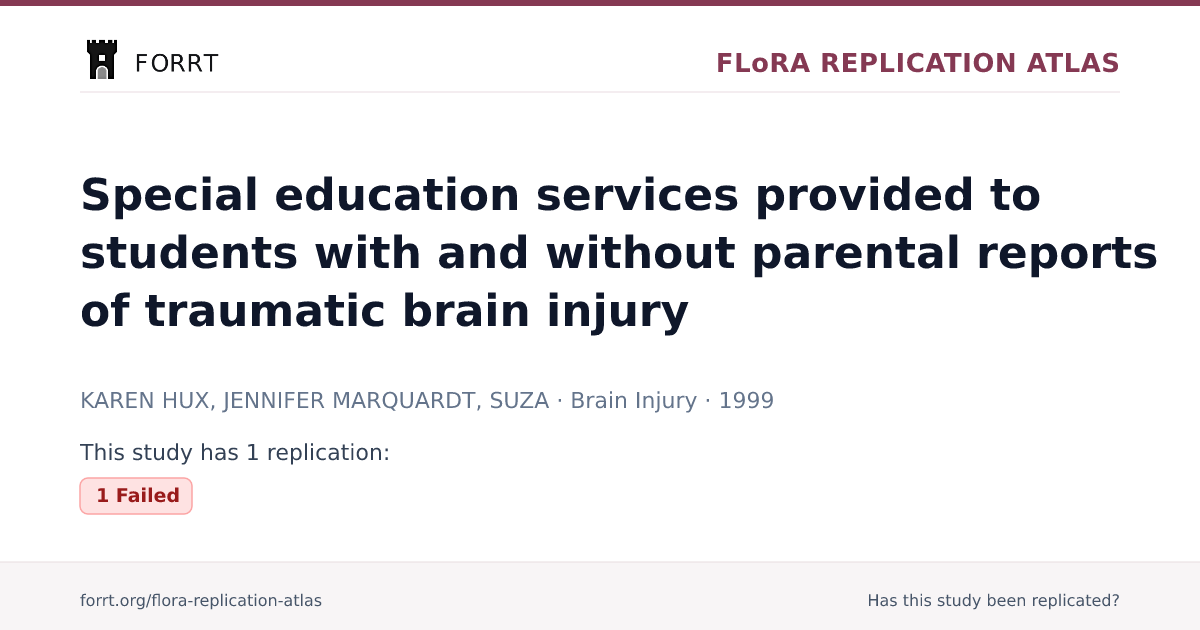 FORRT
FLoRA REPLICATION ATLAS
Special education services provided to
students with and without parental reports
of traumatic brain injury
KAREN HUX, JENNIFER MARQUARDT, SUZA · Brain Injury · 1999
This study has 1 replication:
1 Failed
forrt.org/flora-replication-atlas
Has this study been replicated?